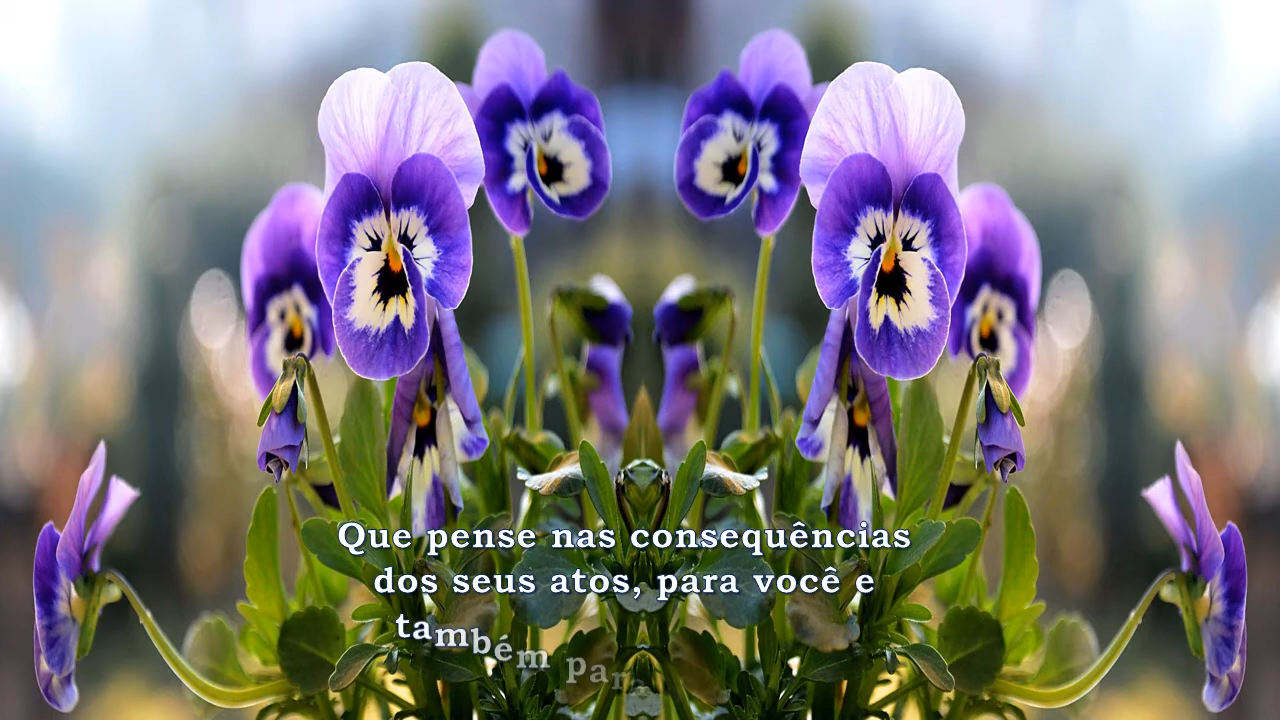 Que pense nas consequências
dos seus atos, para você e
também par